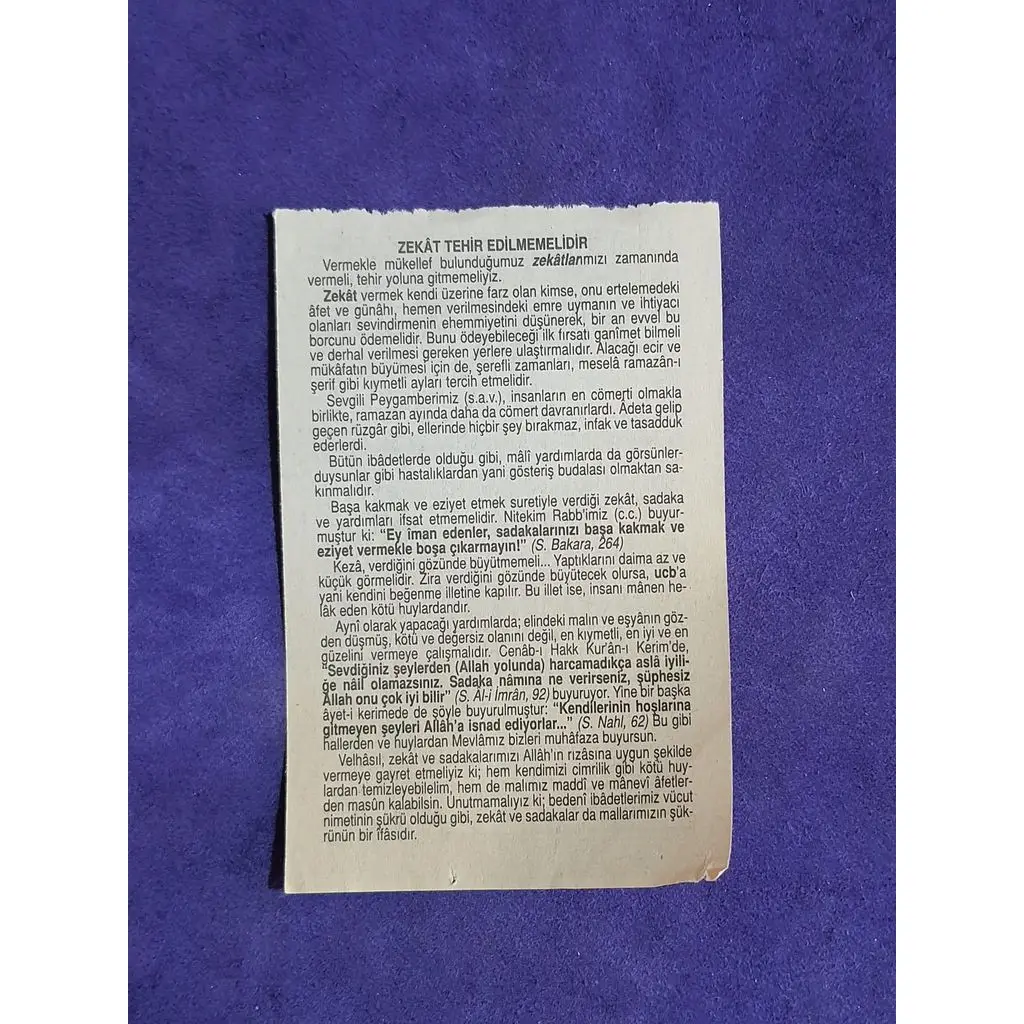 ZEKÂT TEHİR EDİLMEMELİDİR
Vermekle mükellef bulunduğumuz zekâtlarımızı zamanında
vermeli, tehir yoluna gitmemeliyiz.
Zekât vermek kendi üzerine farz olan kimse, onu ertelemedeki
âfet ve günâhı, hemen verilmesindeki emre uymanın ve ihtiyacı
olanları sevindirmenin ehemmiyetini düşünerek, bir an evvel bu
borcunu ödemelidir. Bunu ödeyebileceği ilk fırsatı ganîmet bilmeli
ve derhal verilmesi gereken yerlere ulaştırmalıdır. Alacağı ecir ve
mükâfatın büyümesi için de, şerefli zamanları, meselâ ramazân-ı
şerif gibi kıymetli ayları tercih etmelidir.
Sevgili Peygamberimiz (s.a.v.), insanların en cömerti olmakla
birlikte, ramazan ayında daha da cömert davranırlardı. Adeta gelip
geçen rüzgâr gibi, ellerinde hiçbir şey bırakmaz, infak ve tasadduk
ederlerdi.
Bütün ibâdetlerde olduğu gibi, mâli yardımlarda da görsünler-
duysunlar gibi hastalıklardan yani gösteriş budalası olmaktan sa-
kınmalıdır.
Başa kakmak ve eziyet etmek suretiyle verdiği zekât, sadaka
ve yardımları ifsat etmemelidir. Nitekim Rabb'imiz (c.c.) buyur-
muştur ki: “Ey îman edenler, sadakalarınızı başa kakmak ve
eziyet vermekle boşa çıkarmayın!” (S. Bakara, 264)
Kezâ, verdiğini gözünde büyütmemeli... Yaptıklarını daima az ve
küçük görmelidir. Zira verdiğini gözünde büyütecek olursa, ucb'a
yani kendini beğenme illetine kapılır. Bu illet ise, insanı mânen he-
lâk eden kötü huylardandır.
Aynî olarak yapacağı yardımlarda; elindeki malın ve eşyânın göz-
den düşmüş, kötü ve değersiz olanını değil, en kıymetli, en iyi ve en
güzelini vermeye çalışmalıdır. Cenâb-ı Hakk Kur'ân-ı Kerim'de,
“Sevdiğiniz şeylerden (Allah yolunda) harcamadıkça aslâ iyili-
ğe nâil olamazsınız. Sadaka nâmına ne verirseniz, şüphesiz
Allah onu çok iyi bilir” (S. Âl-i İmrân, 92) buyuruyor. Yine bir başka
âyet-i kerimede de şöyle buyurulmuştur: “Kendilerinin hoşlarına
gitmeyen şeyleri Allâh'a isnad ediyorlar...” (S. Nahl, 62) Bu gibi
hallerden ve huylardan Mevlâmız bizleri muhâfaza buyursun.
Velhâsıl, zekât ve sadakalarımızı Allâh'ın rızâsına uygun şekilde
vermeye gayret etmeliyiz ki; hem kendimizi cimrilik gibi kötü huy-
lardan temizleyebilelim, hem de malımız maddî ve mânevî âfetler-
den masûn kalabilsin. Unutmamalıyız ki; bedenî ibâdetlerimiz vücut
nimetinin şükrü olduğu gibi, zekât ve sadakalar da mallarımızın şük-
rünün bir îfâsıdır.